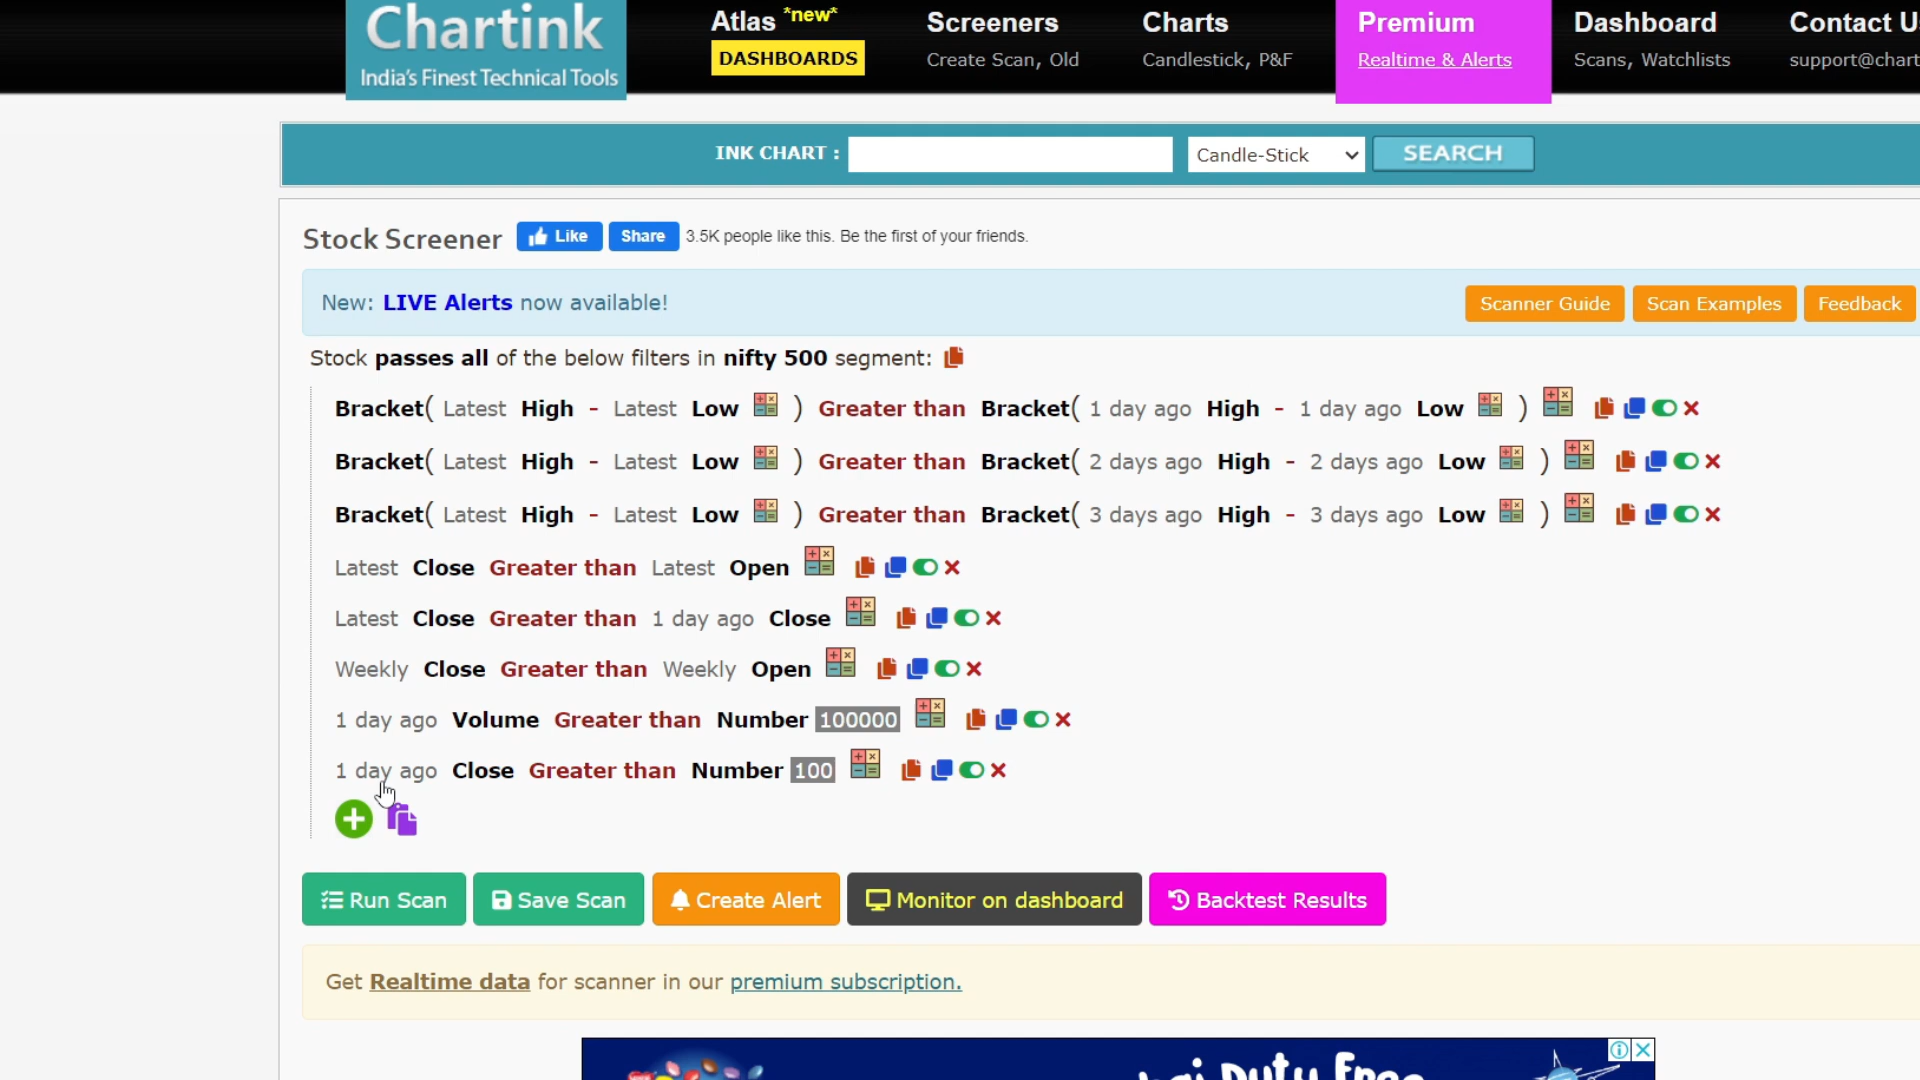 Chartink
India's Finest Technical Tools
Atlas *new*
DASHBOARDS
Screeners
Create Scan, Old
Charts
Candlestick, P&F
Premium
Realtime & Alerts
Dashboard
Scans, Watchlists
Contact U
support@chart
INK CHART :
Candle-Stick
SEARCH
Stock Screener
Like
Share
3.5K people like this. Be the first of your friends.
New: LIVE Alerts now available!
Scanner Guide
Scan Examples
Feedback
Stock passes all of the below filters in nifty 500 segment:
Bracket( Latest High - Latest Low ) Greater than Bracket( 1 day ago High - 1 day ago Low )
Bracket( Latest High - Latest Low ) Greater than Bracket( 2 days ago High - 2 days ago Low )
Bracket( Latest High - Latest Low ) Greater than Bracket( 3 days ago High - 3 days ago Low )
Latest Close Greater than Latest Open
Latest Close Greater than 1 day ago Close
Weekly Close Greater than Weekly Open
1 day ago Volume Greater than Number 100000
1 day ago Close Greater than Number 100
Run Scan
Save Scan
Create Alert
Monitor on dashboard
Backtest Results
Get Realtime data for scanner in our premium subscription.
Duty Free